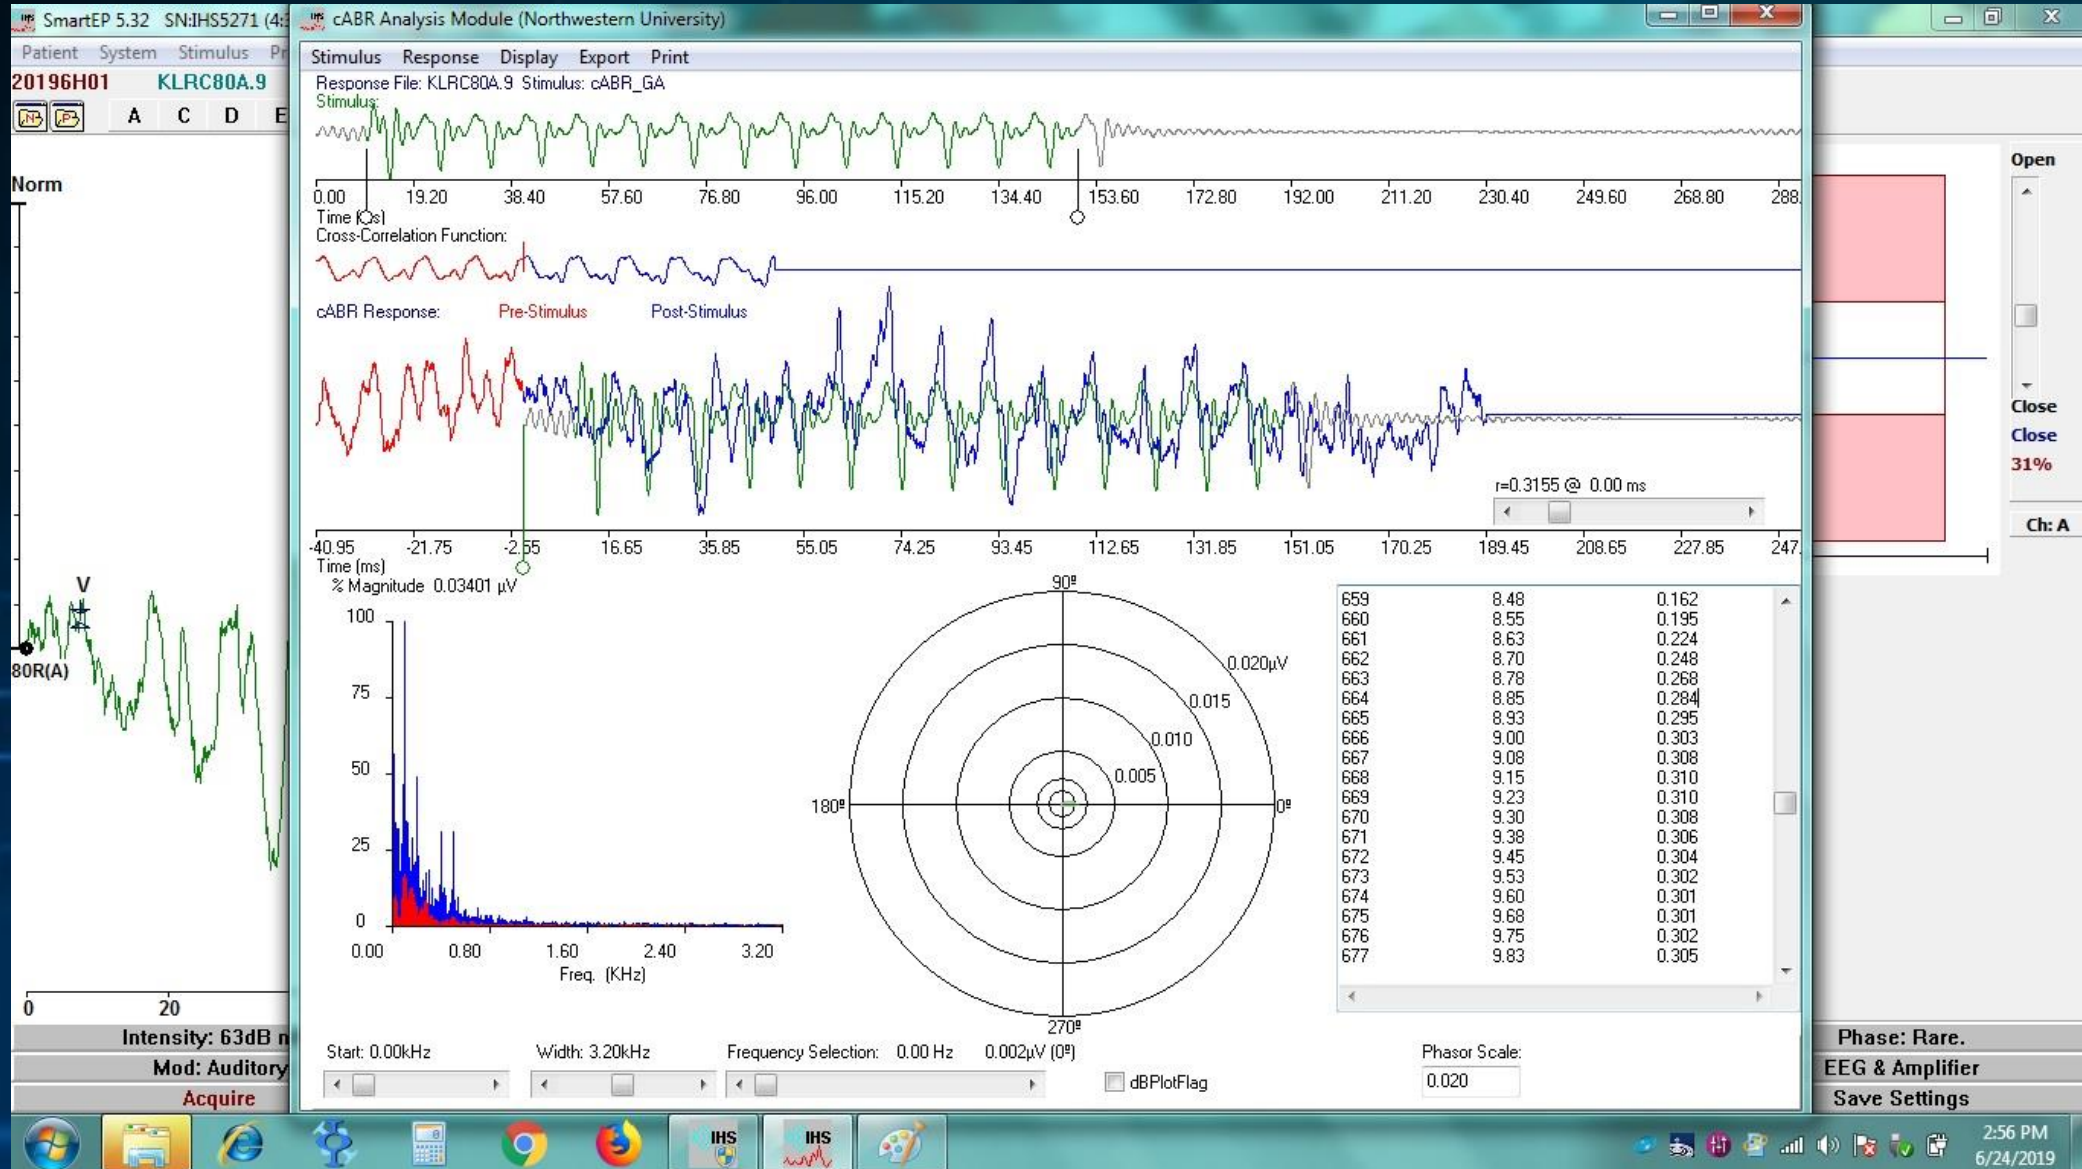 SmartEP 5.32 SN:IHS5271 (4:3
Patient System Stimulus Pr
20196H01 KLRC80A.9
N P A C D E
Norm
V
80R(A)
0 20
Intensity: 63dB n
Mod: Auditory
Acquire
cABR Analysis Module (Northwestern University)
Stimulus Response Display Export Print
Response File: KLRC80A.9 Stimulus: cABR_GA
Stimulus:
0.00 19.20 38.40 57.60 76.80 96.00 115.20 134.40 153.60 172.80 192.00 211.20 230.40 249.60 268.80 288.
Time (ms)
Cross-Correlation Function:
cABR Response: Pre-Stimulus Post-Stimulus
r=0.3155 @ 0.00 ms
-40.95 -21.75 -2.55 16.65 35.85 55.05 74.25 93.45 112.65 131.85 151.05 170.25 189.45 208.65 227.85 247.
Time (ms)
% Magnitude 0.03401 µV
100
75
50
25
0
0.00 0.80 1.60 2.40 3.20
Freq. (KHz)
90º
0.020µV
0.015
0.010
0.005
180º 0º
270º
659 8.48 0.162
660 8.55 0.195
661 8.63 0.224
662 8.70 0.248
663 8.78 0.268
664 8.85 0.284
665 8.93 0.295
666 9.00 0.303
667 9.08 0.308
668 9.15 0.310
669 9.23 0.310
670 9.30 0.308
671 9.38 0.306
672 9.45 0.304
673 9.53 0.302
674 9.60 0.301
675 9.68 0.301
676 9.75 0.302
677 9.83 0.305
Start: 0.00kHz Width: 3.20kHz Frequency Selection: 0.00 Hz 0.002µV (0º)
dBPlotFlag
Phasor Scale:
0.020
Open
Close
Close
31%
Ch: A
Phase: Rare.
EEG & Amplifier
Save Settings
IHS IHS
2:56 PM
6/24/2019